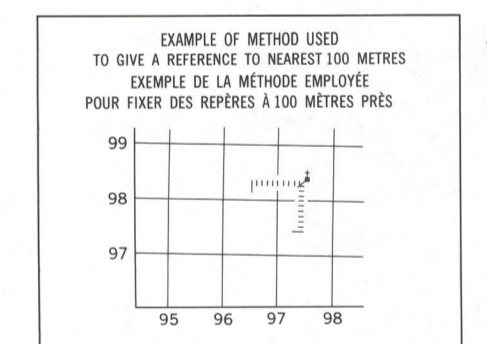 EXAMPLE OF METHOD USED
TO GIVE A REFERENCE TO NEAREST 100 METRES
EXEMPLE DE LA MÉTHODE EMPLOYÉE
POUR FIXER DES REPÈRES À 100 MÈTRES PRÈS
99
98
97
95 96 97 98